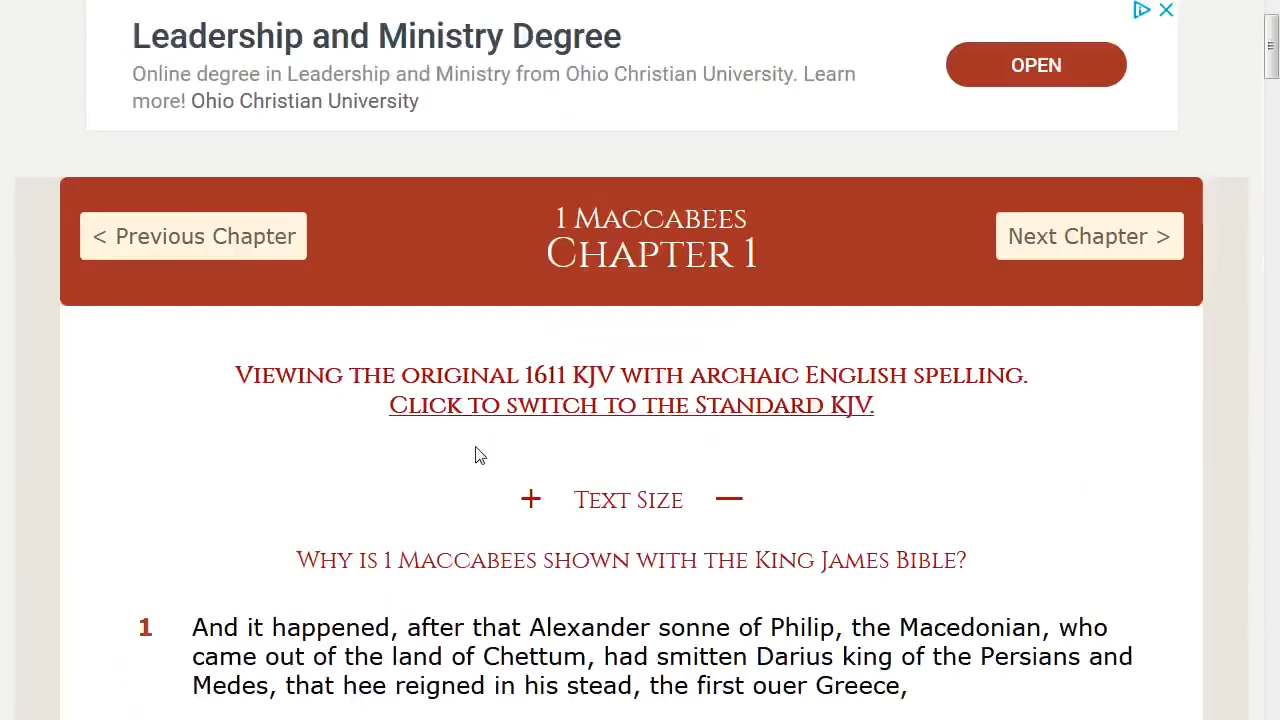 Leadership and Ministry Degree
Online degree in Leadership and Ministry from Ohio Christian University. Learn
more! Ohio Christian University
OPEN
< Previous Chapter
1 Maccabees
Chapter 1
Next Chapter >
Viewing the original 1611 KJV with archaic English spelling.
Click to switch to the Standard KJV.
+ Text Size —
Why is 1 Maccabees shown with the King James Bible?
1 And it happened, after that Alexander sonne of Philip, the Macedonian, who
came out of the land of Chettum, had smitten Darius king of the Persians and
Medes, that hee reigned in his stead, the first ouer Greece,